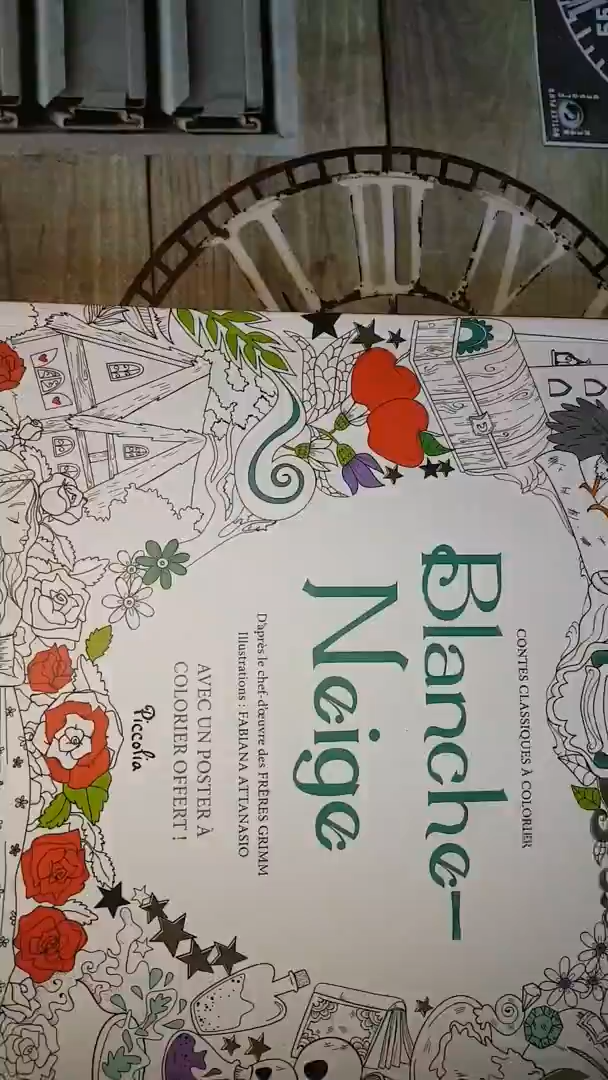 CONTES CLASSIQUES À COLORIER
Blanche-
Neige
D'après le chef-d'œuvre des FRÈRES GRIMM
Illustrations : FABIANA ATTANASIO
AVEC UN POSTER À
COLORIER OFFERT !
Piccolia
55